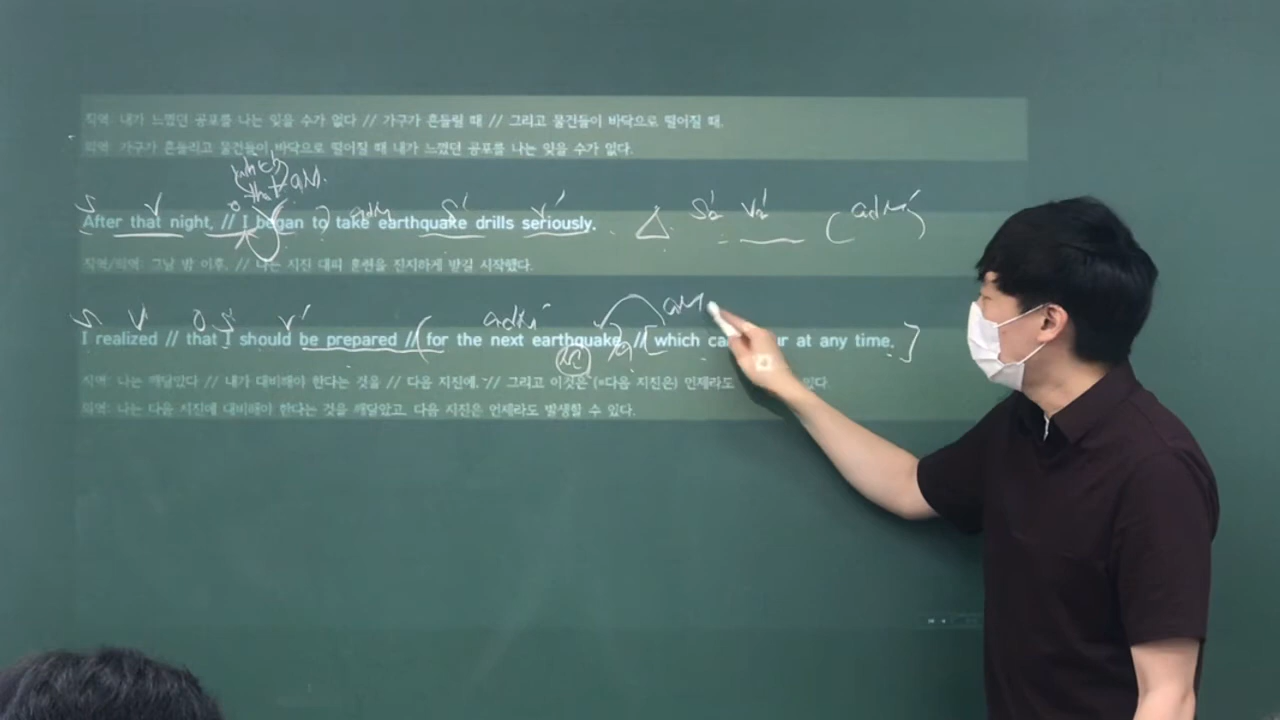 직역: 내가 느꼈던 공포를 나는 잊을 수가 없다 // 가구가 흔들릴 때 // 그리고 물건들이 바닥으로 떨어질 때.
의역: 가구가 흔들리고 물건들이 바닥으로 떨어질 때 내가 느꼈던 공포를 나는 잊을 수가 없다.
which
that
S V S' V' S2' V2'
After that night, // I began to take earthquake drills seriously.
직역/의역: 그날 밤 이후, // 나는 지진 대피 훈련을 진지하게 받길 시작했다.
S V O S' V'
I realized // that I should be prepared // for the next earthquake, // which at any time.
직역: 나는 깨달았다 // 내가 대비해야 한다는 것을 // 다음 지진에, // 그리고 이것은 (=다음 지진은) 언제라도 있다.
의역: 나는 다음 지진에 대비해야 한다는 것을 깨달았고, 다음 지진은 언제라도 발생할 수 있다.